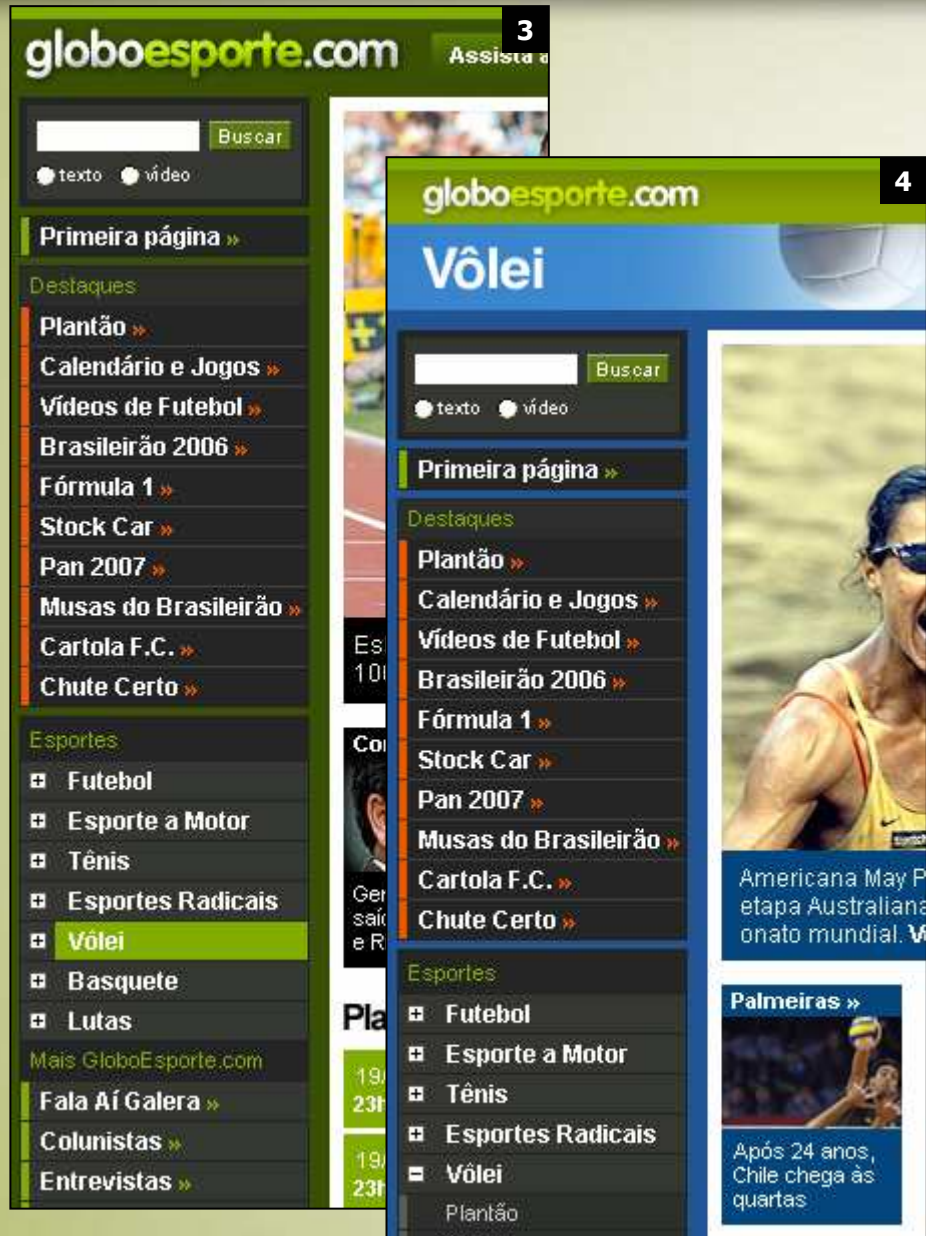 3
globoesporte.com
Assista a
Buscar
texto vídeo
Primeira página »
Destaques
Plantão »
Calendário e Jogos »
Vídeos de Futebol »
Brasileirão 2006 »
Fórmula 1 »
Stock Car »
Pan 2007 »
Musas do Brasileirão »
Cartola F.C. »
Chute Certo »
Esportes
Futebol
Esporte a Motor
Tênis
Esportes Radicais
Vôlei
Basquete
Lutas
Mais GloboEsporte.com
Fala Aí Galera »
Colunistas »
Entrevistas »
4
globoesporte.com
Vôlei
Buscar
texto vídeo
Primeira página »
Destaques
Plantão »
Calendário e Jogos »
Vídeos de Futebol »
Brasileirão 2006 »
Fórmula 1 »
Stock Car »
Pan 2007 »
Musas do Brasileirão »
Cartola F.C. »
Chute Certo »
Esportes
Futebol
Esporte a Motor
Tênis
Esportes Radicais
Vôlei
Plantão
Americana May P
etapa Australiana
onato mundial. V
Palmeiras »
Após 24 anos,
Chile chega às
quartas